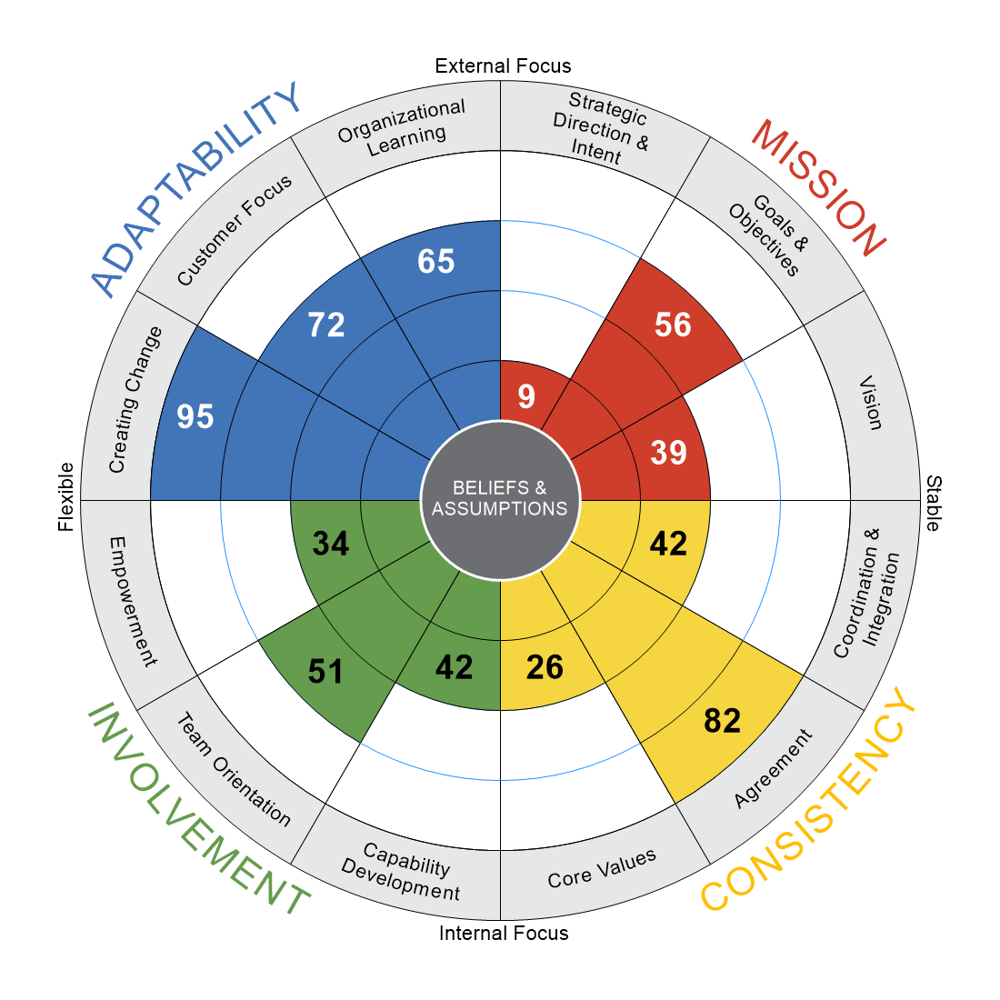 External Focus
ADAPTABILITY
MISSION
Organizational
Learning
Strategic
Direction &
Intent
Customer Focus
Goals &
Objectives
Creating Change
Vision
65
72
56
95
9
39
Flexible
Stable
BELIEFS &
ASSUMPTIONS
34
42
51
42
26
82
Empowerment
Coordination &
Integration
Team Orientation
Agreement
Capability
Development
Core Values
INVOLVEMENT
CONSISTENCY
Internal Focus